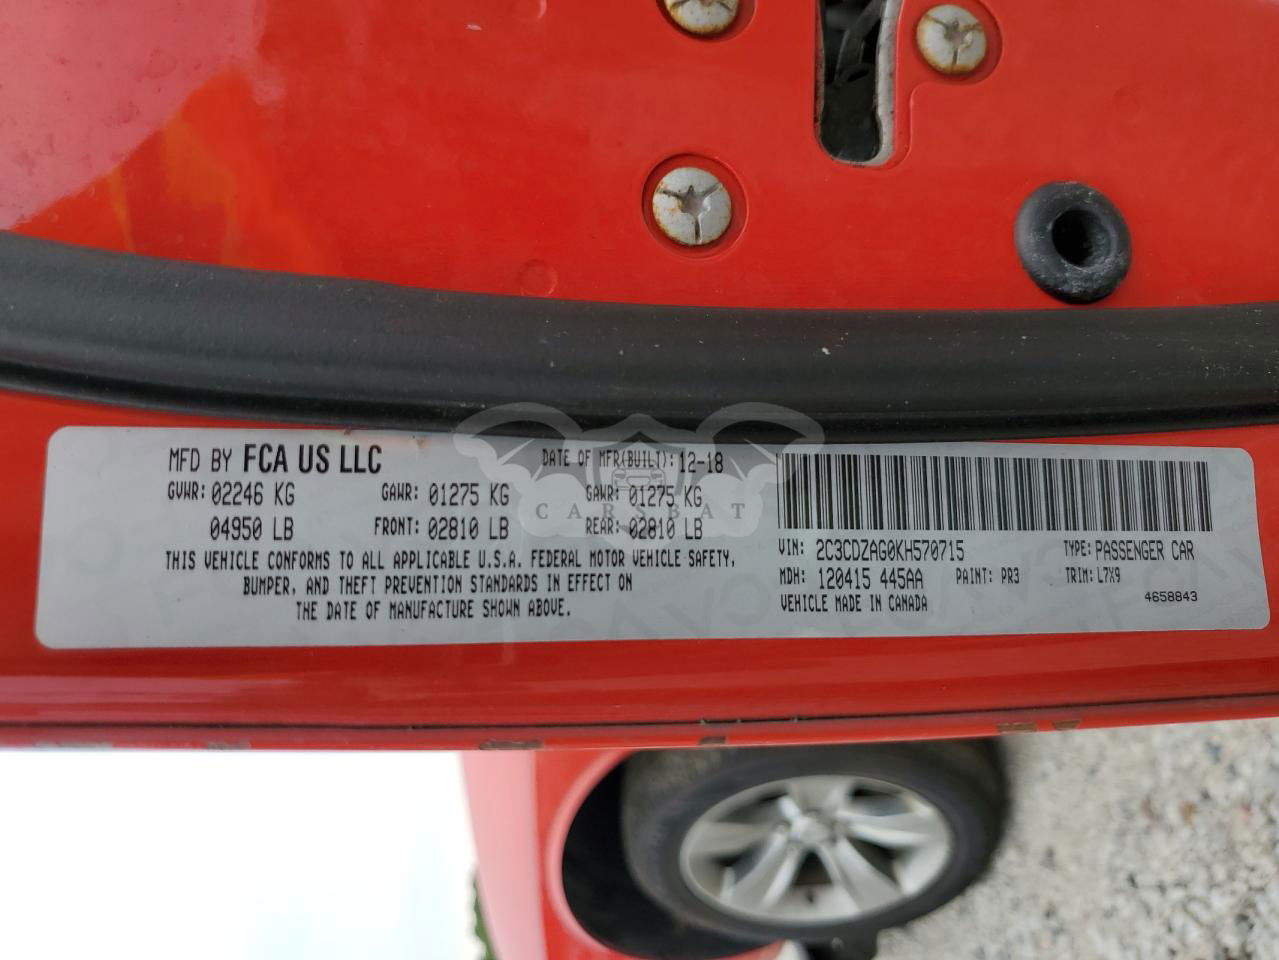 MFD BY FCA US LLC DATE OF MFR(BUILT): 12-18
GVWR: 02246 KG GAWR: 01275 KG GAWR: 01275 KG
04950 LB FRONT: 02810 LB REAR: 02810 LB
THIS VEHICLE CONFORMS TO ALL APPLICABLE U.S.A. FEDERAL MOTOR VEHICLE SAFETY,
BUMPER, AND THEFT PREVENTION STANDARDS IN EFFECT ON
THE DATE OF MANUFACTURE SHOWN ABOVE.
VIN: 2C3CDZAG0KH570715 TYPE: PASSENGER CAR
MDH: 120415 445AA PAINT: PR3 TRIM: L7X9
VEHICLE MADE IN CANADA 4658843
CARSBAT